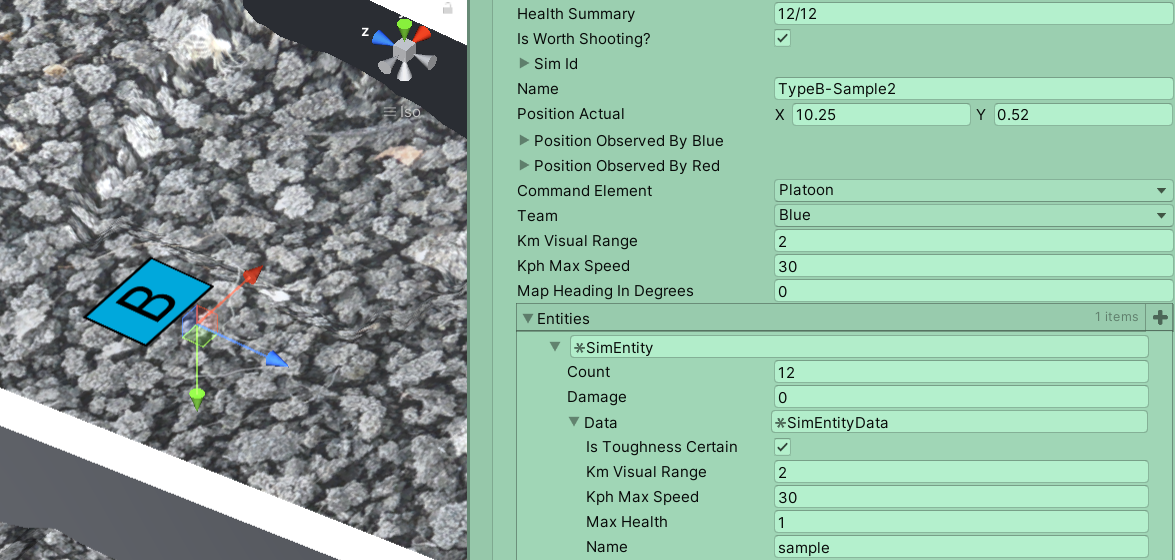 z
Iso
B
Health Summary 12/12
Is Worth Shooting?
Sim Id
Name TypeB-Sample2
Position Actual X 10.25 Y 0.52
Position Observed By Blue
Position Observed By Red
Command Element Platoon
Team Blue
Km Visual Range 2
Kph Max Speed 30
Map Heading In Degrees 0
Entities 1 items
SimEntity
Count 12
Damage 0
Data SimEntityData
Is Toughness Certain
Km Visual Range 2
Kph Max Speed 30
Max Health 1
Name sample